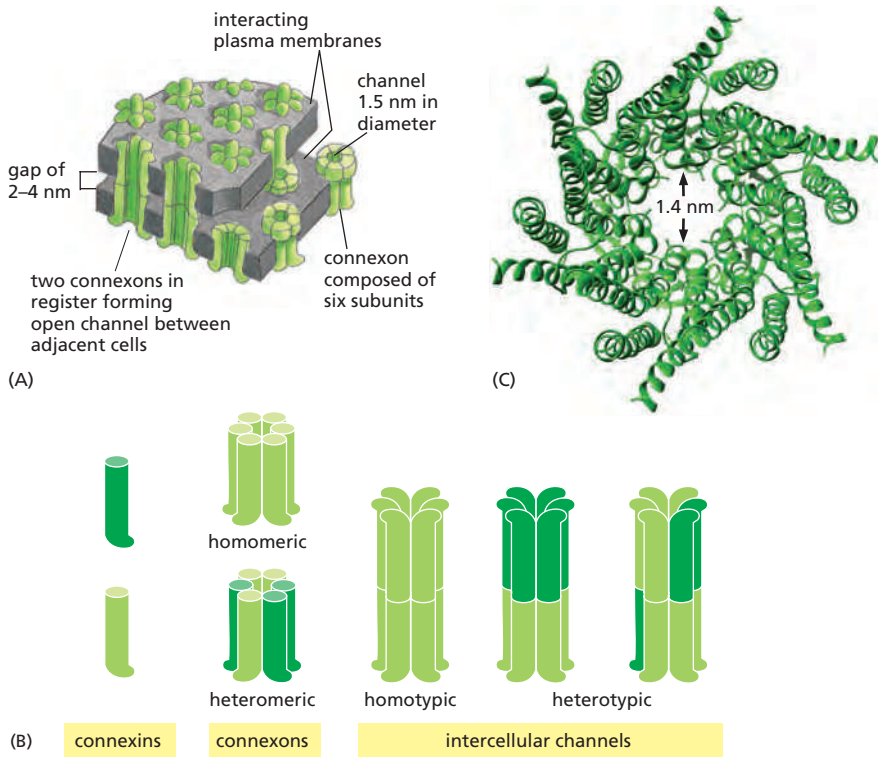 interacting
plasma membranes
channel
1.5 nm in
diameter
gap of
2–4 nm
two connexons in
register forming
open channel between
adjacent cells
connexon
composed of
six subunits
(A)
1.4 nm
(C)
homomeric
heteromeric
homotypic
heterotypic
(B)
connexins
connexons
intercellular channels